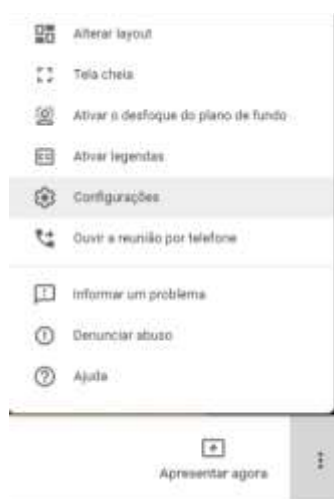 Alterar layout
Tela cheia
Ativar o desfoque do plano de fundo
Ativar legendas
Configurações
Ouvir a reunião por telefone
Informar um problema
Denunciar abuso
Ajuda
Apresentar agora